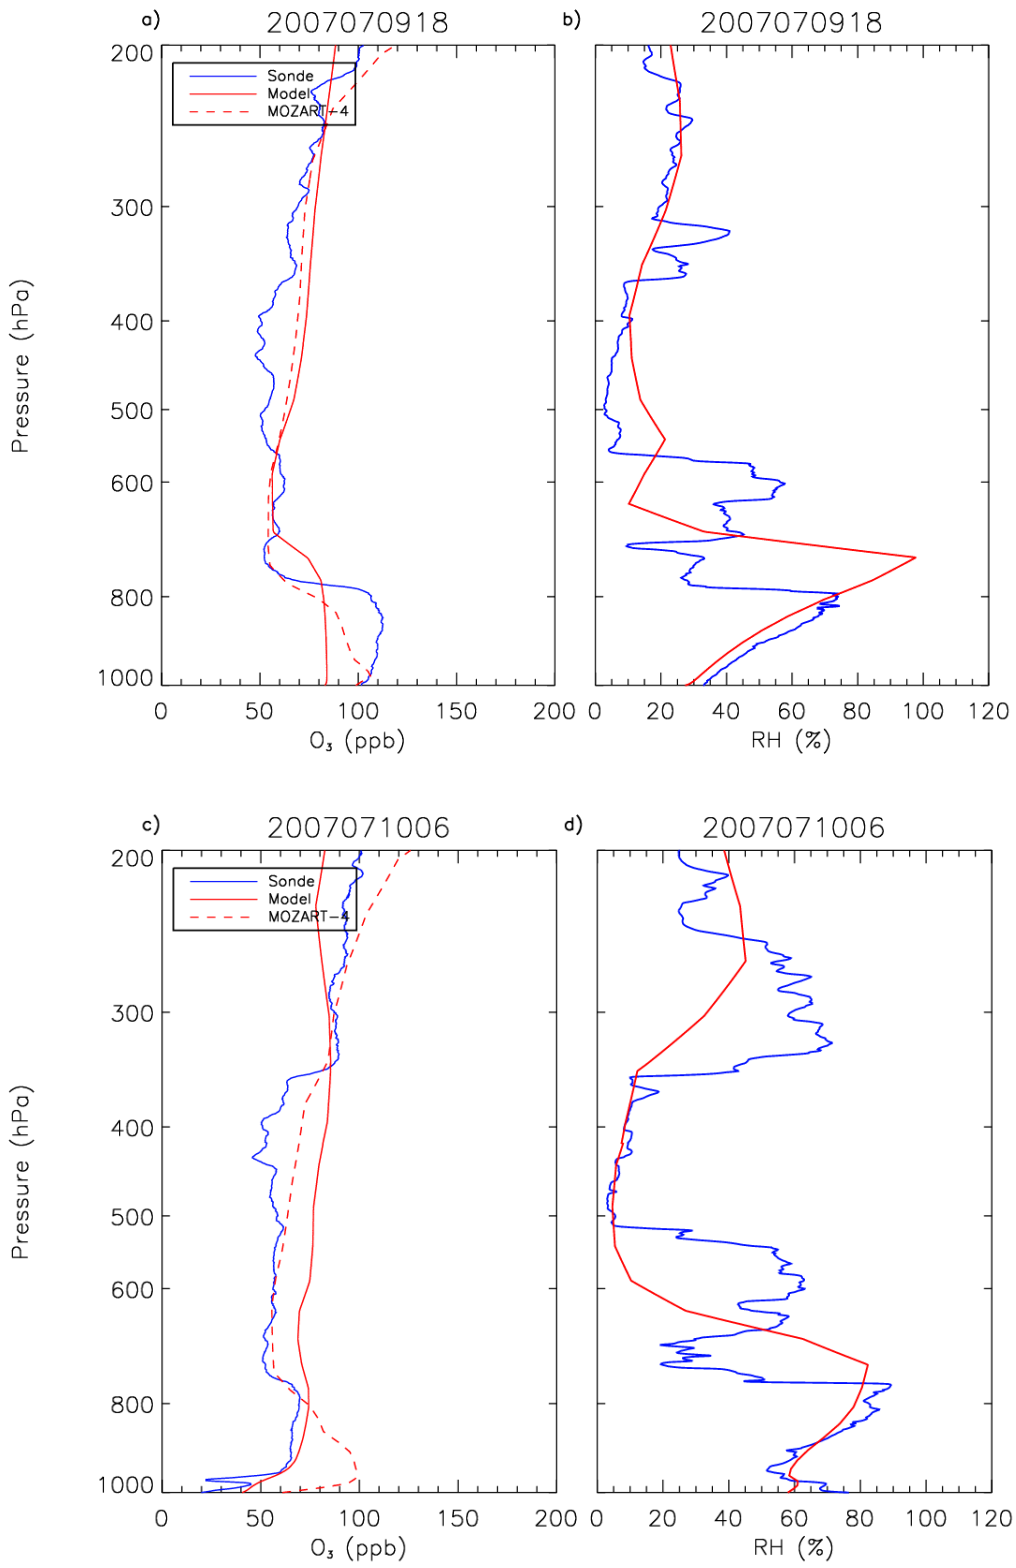 a) 2007070918
b) 2007070918
200
300
400
500
600
800
1000
Pressure (hPa)
Sonde
Model
MOZART-4
0 50 100 150 200
O₃ (ppb)
0 20 40 60 80 100 120
RH (%)
c) 2007071006
d) 2007071006
200
300
400
500
600
800
1000
Pressure (hPa)
Sonde
Model
MOZART-4
0 50 100 150 200
O₃ (ppb)
0 20 40 60 80 100 120
RH (%)